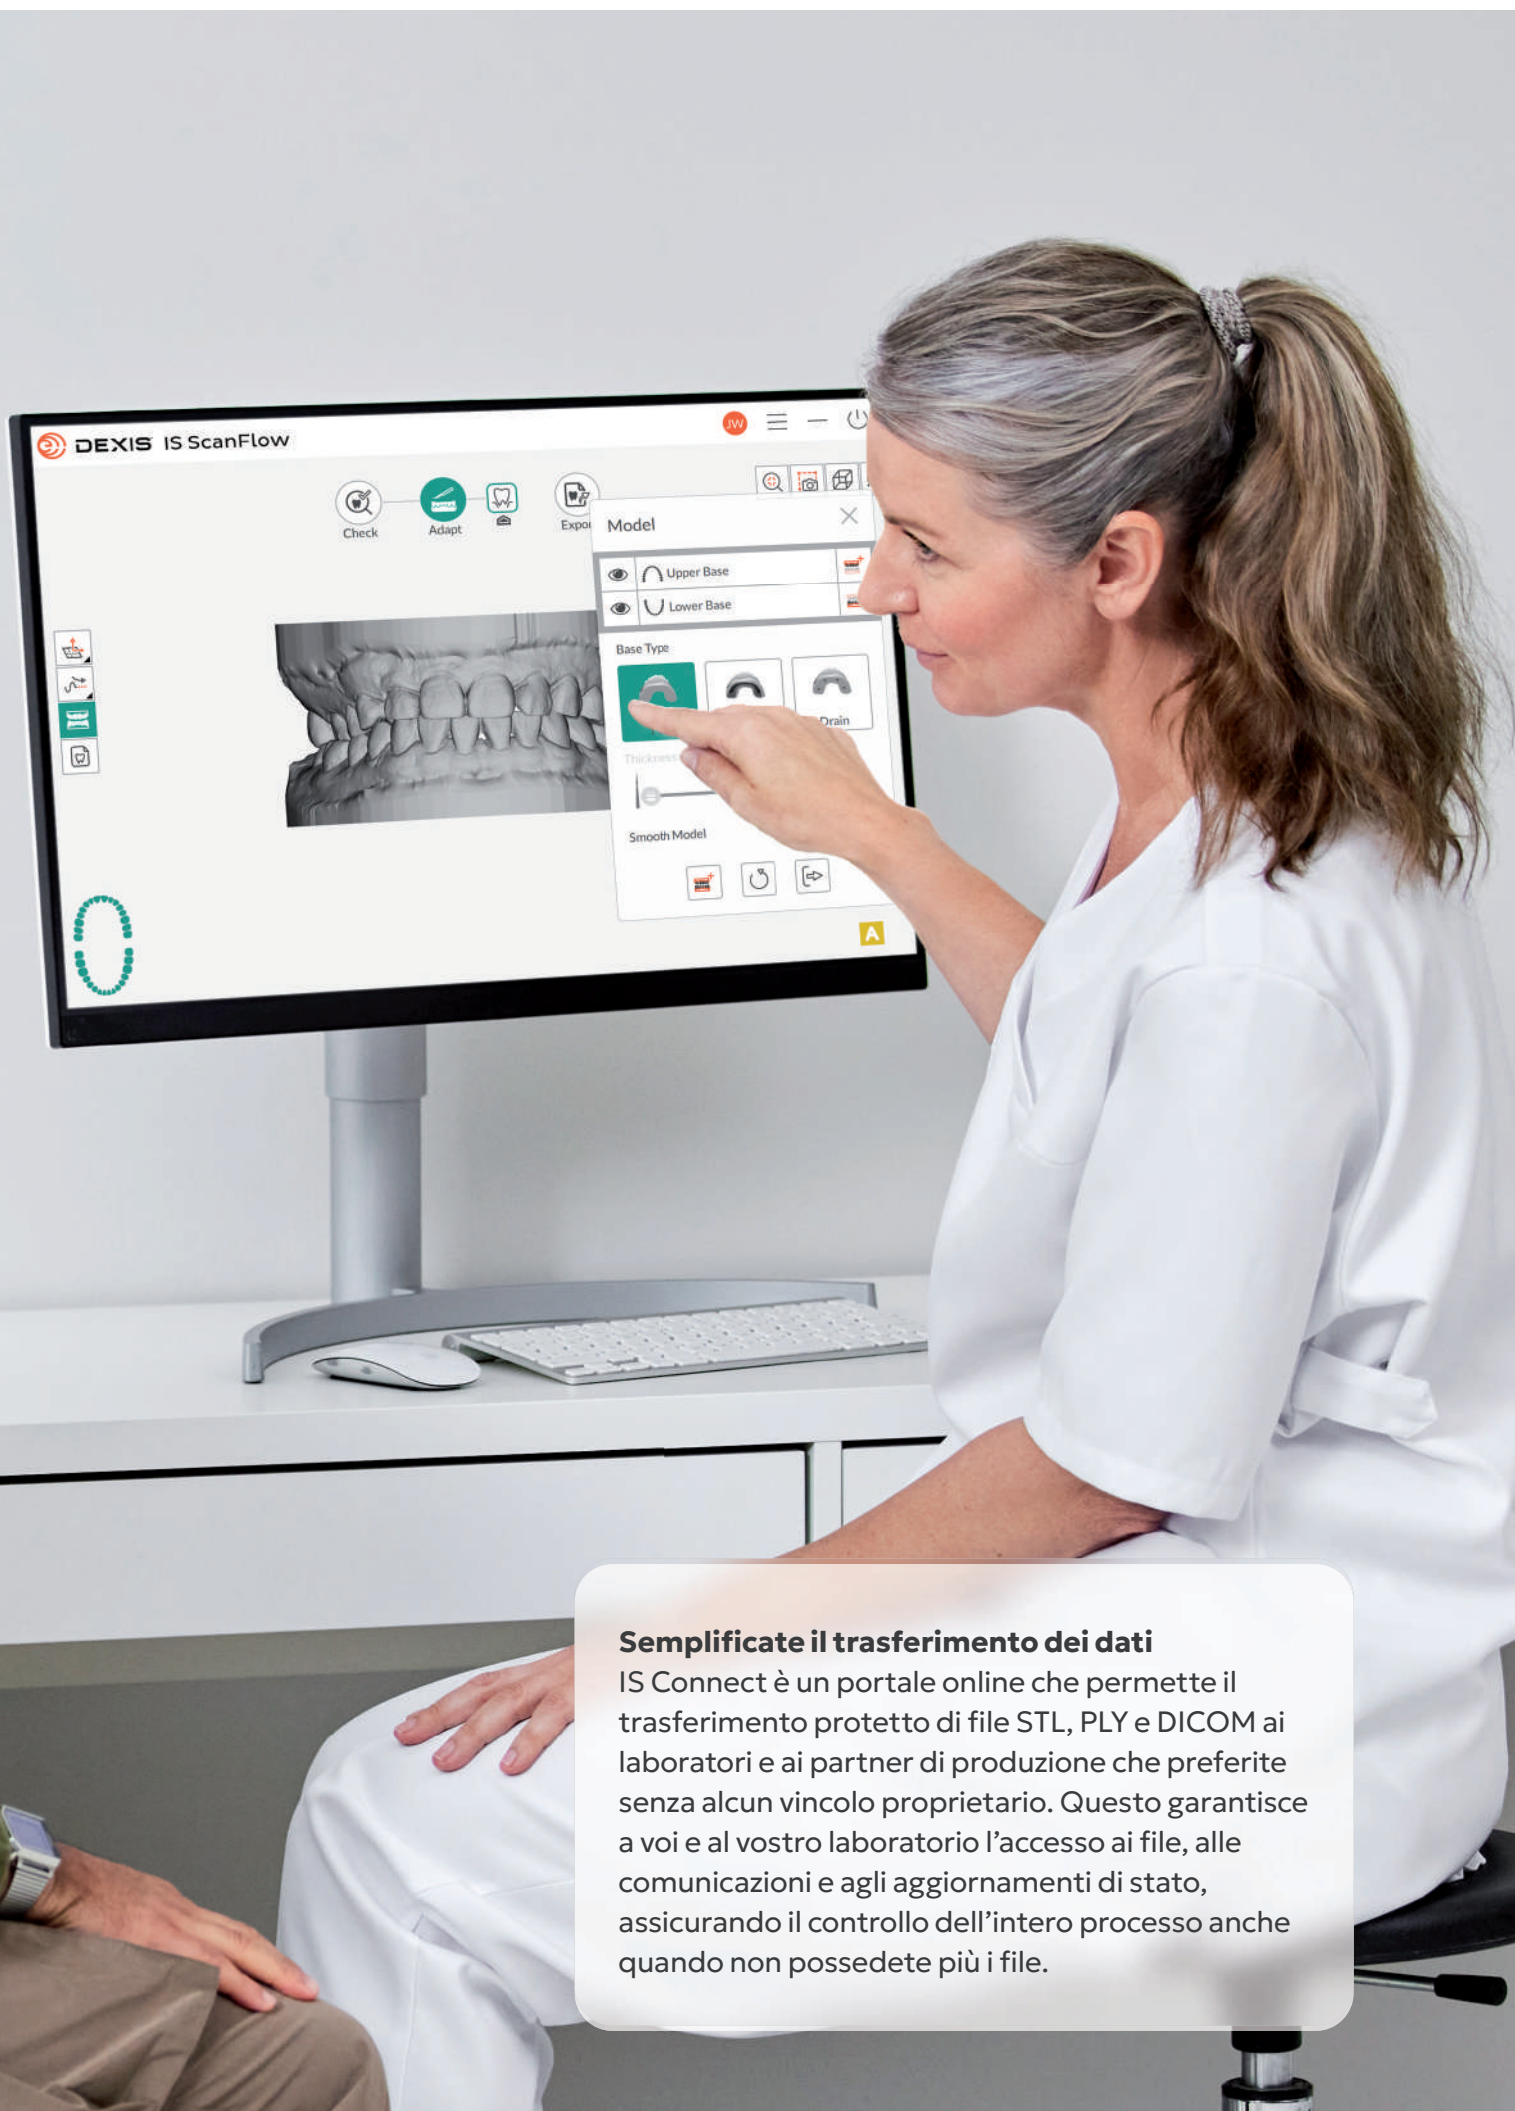 DEXIS IS ScanFlow
JW
Check
Adapt
Model
Upper Base
Lower Base
Base Type
Drain
Thickness
Smooth Model
A
Semplificate il trasferimento dei dati
IS Connect è un portale online che permette il
trasferimento protetto di file STL, PLY e DICOM ai
laboratori e ai partner di produzione che preferite
senza alcun vincolo proprietario. Questo garantisce
a voi e al vostro laboratorio l’accesso ai file, alle
comunicazioni e agli aggiornamenti di stato,
assicurando il controllo dell’intero processo anche
quando non possedete più i file.